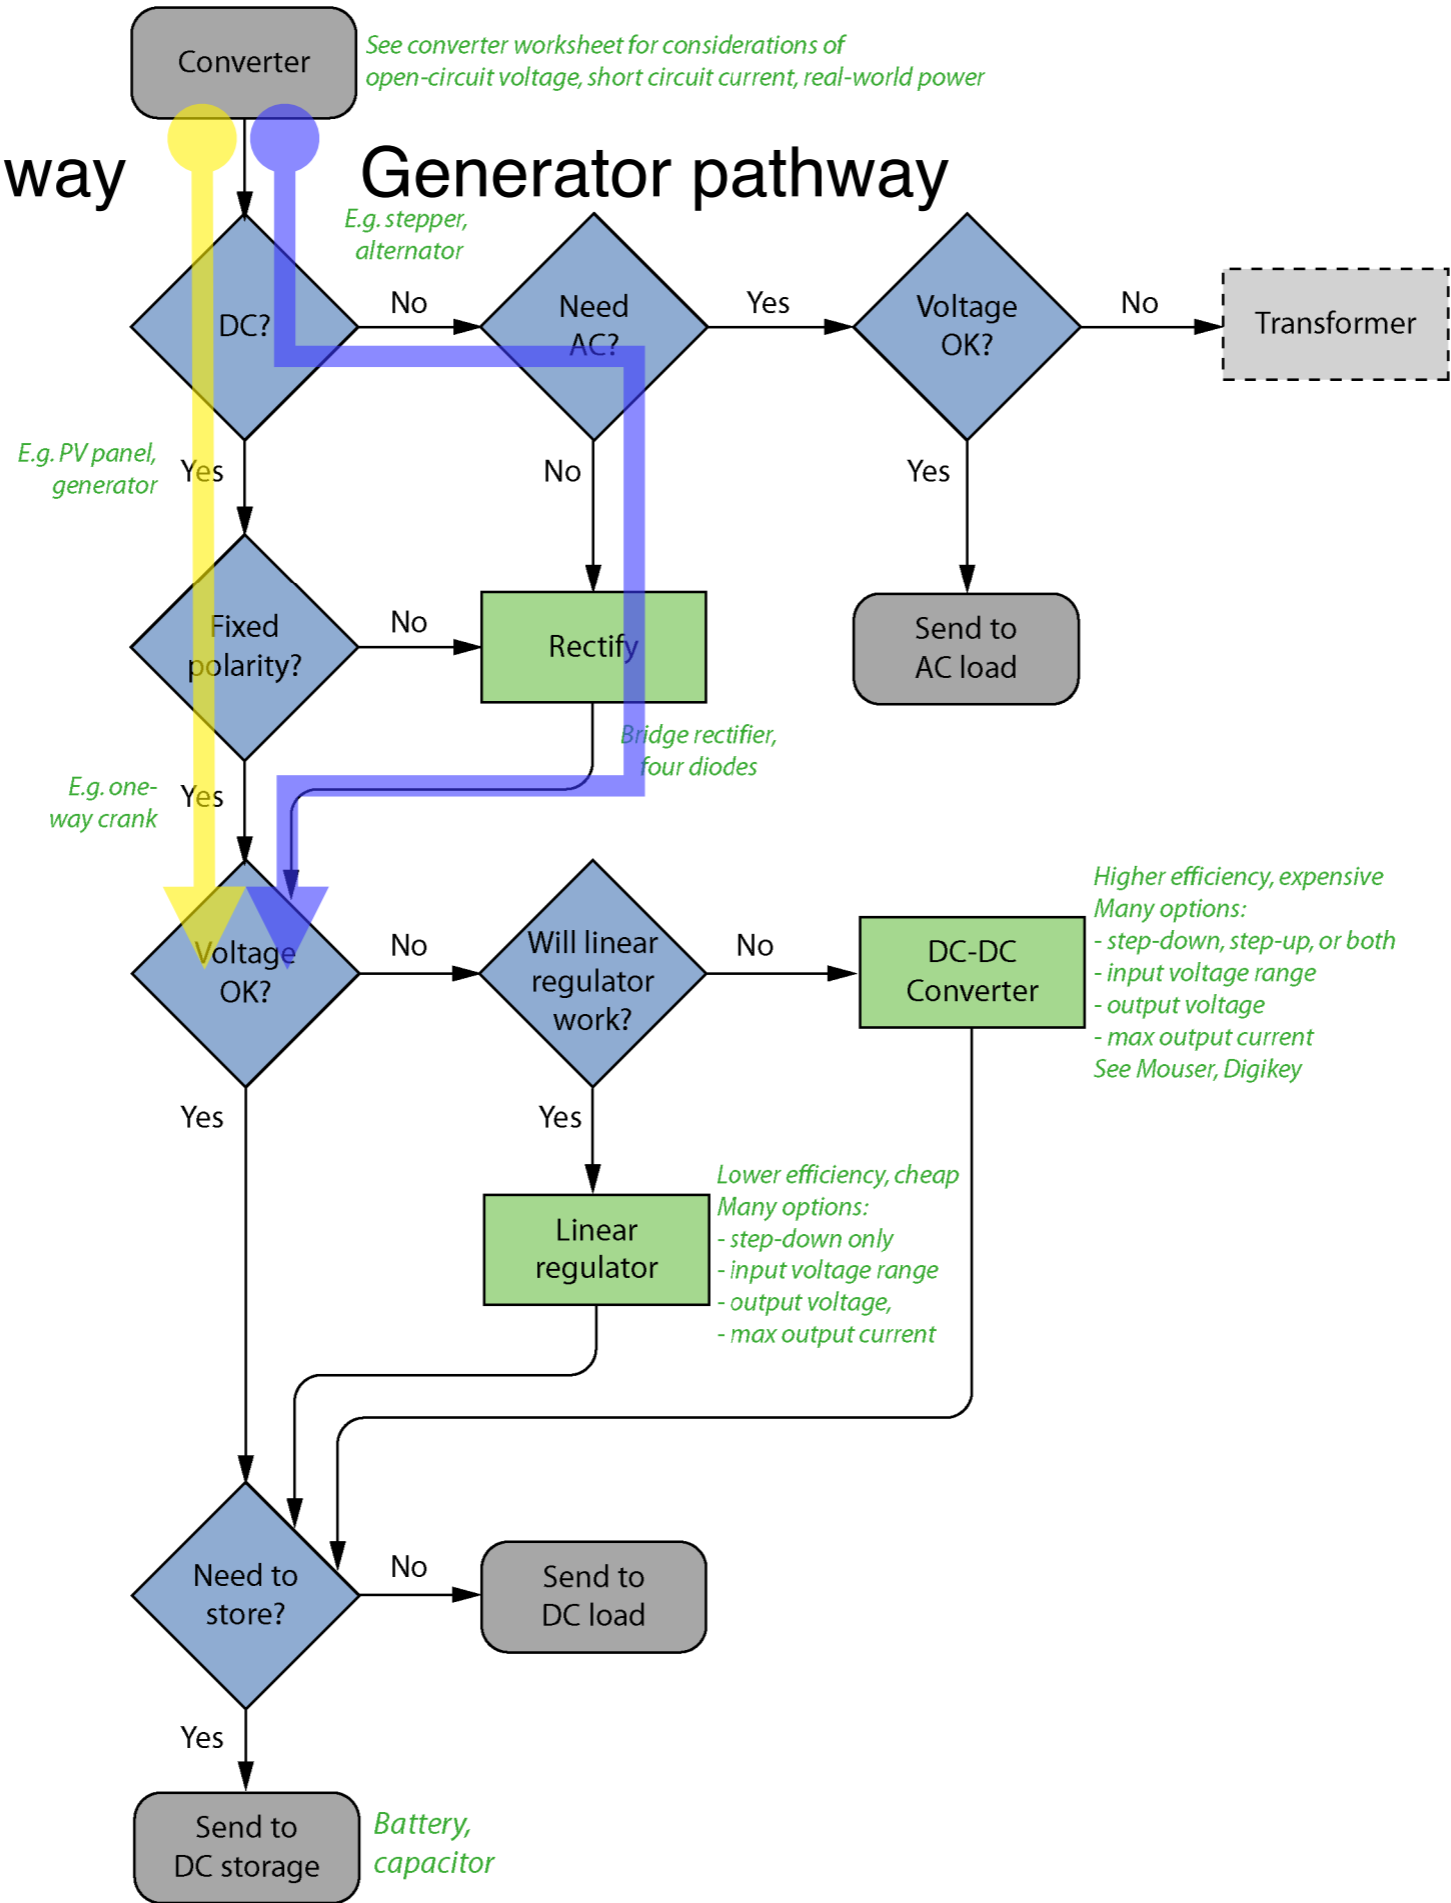 Converter
See converter worksheet for considerations of
open-circuit voltage, short circuit current, real-world power
way
Generator pathway
E.g. stepper,
alternator
DC?
No
Need
AC?
Yes
Voltage
OK?
No
Transformer
E.g. PV panel,
generator
Yes
No
Yes
Fixed
polarity?
No
Rectify
Send to
AC load
Bridge rectifier,
four diodes
E.g. one-
way crank
Yes
Voltage
OK?
No
Will linear
regulator
work?
No
DC-DC
Converter
Higher efficiency, expensive
Many options:
- step-down, step-up, or both
- input voltage range
- output voltage
- max output current
See Mouser, Digikey
Yes
Yes
Linear
regulator
Lower efficiency, cheap
Many options:
- step-down only
- input voltage range
- output voltage,
- max output current
Need to
store?
No
Send to
DC load
Yes
Send to
DC storage
Battery,
capacitor